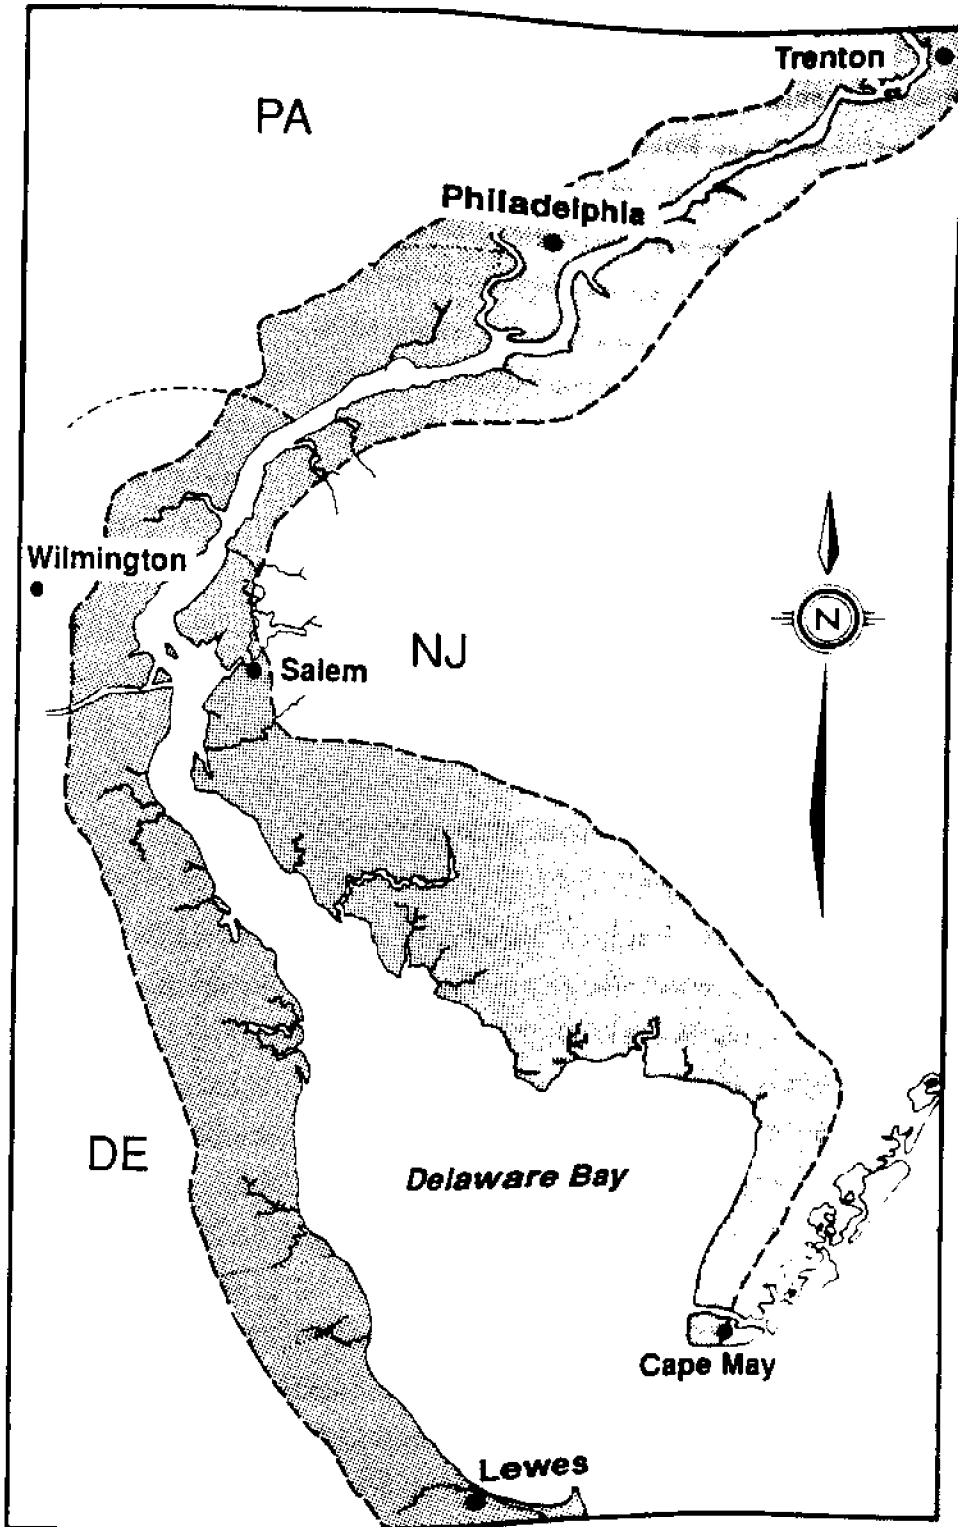 Trenton
PA
Philadelphia
Wilmington
NJ
Salem
N
DE
Delaware Bay
Cape May
Lewes